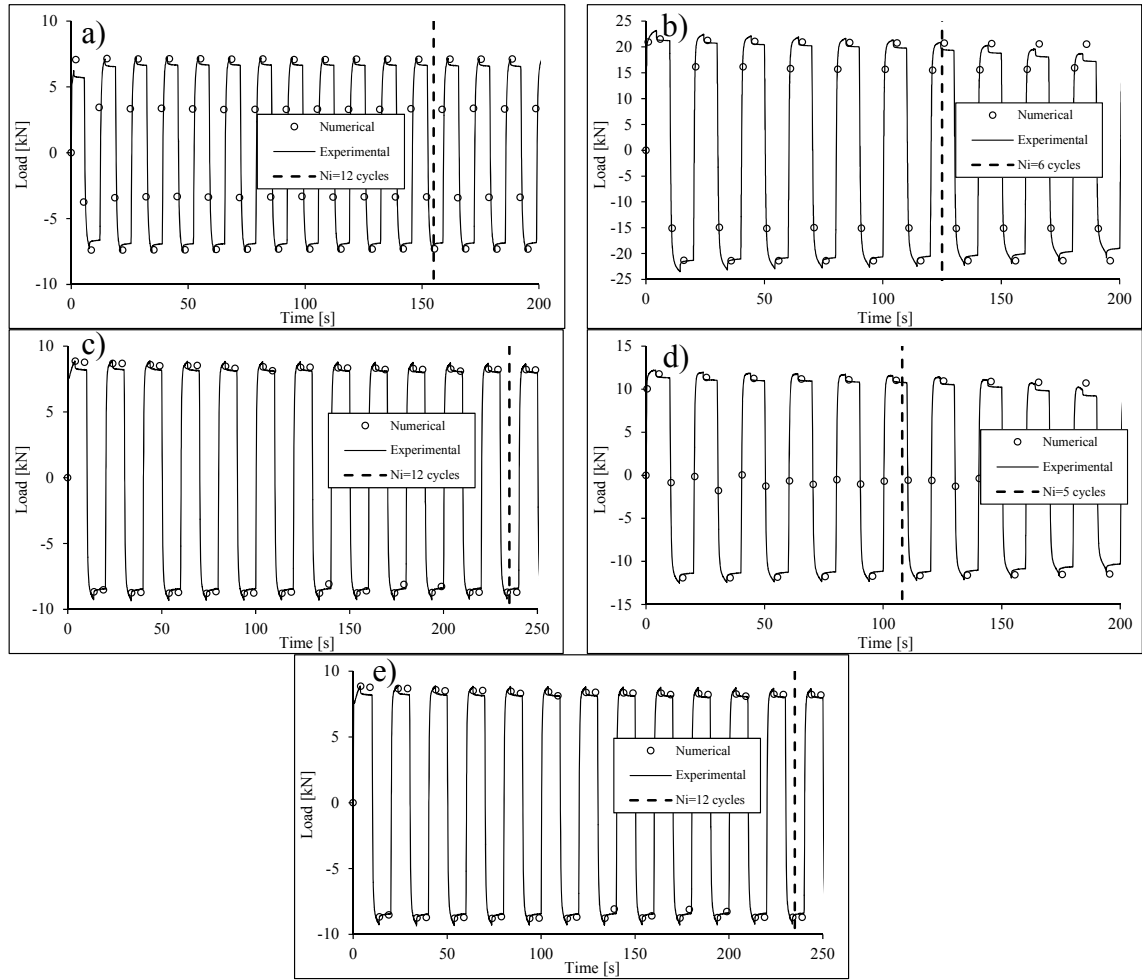 a)
10
5
0
-5
-10
Load [kN]
0
50
100
150
200
Time [s]
Numerical
Experimental
Ni=12 cycles
b)
25
20
15
10
5
0
-5
-10
-15
-20
-25
Load [kN]
0
50
100
150
200
Time [s]
Numerical
Experimental
Ni=6 cycles
c)
10
5
0
-5
-10
Load [kN]
0
50
100
150
200
250
Time [s]
Numerical
Experimental
Ni=12 cycles
d)
15
10
5
0
-5
-10
-15
Load [kN]
0
50
100
150
200
Time [s]
Numerical
Experimental
Ni=5 cycles
e)
10
5
0
-5
-10
Load [kN]
0
50
100
150
200
250
Time [s]
Numerical
Experimental
Ni=12 cycles